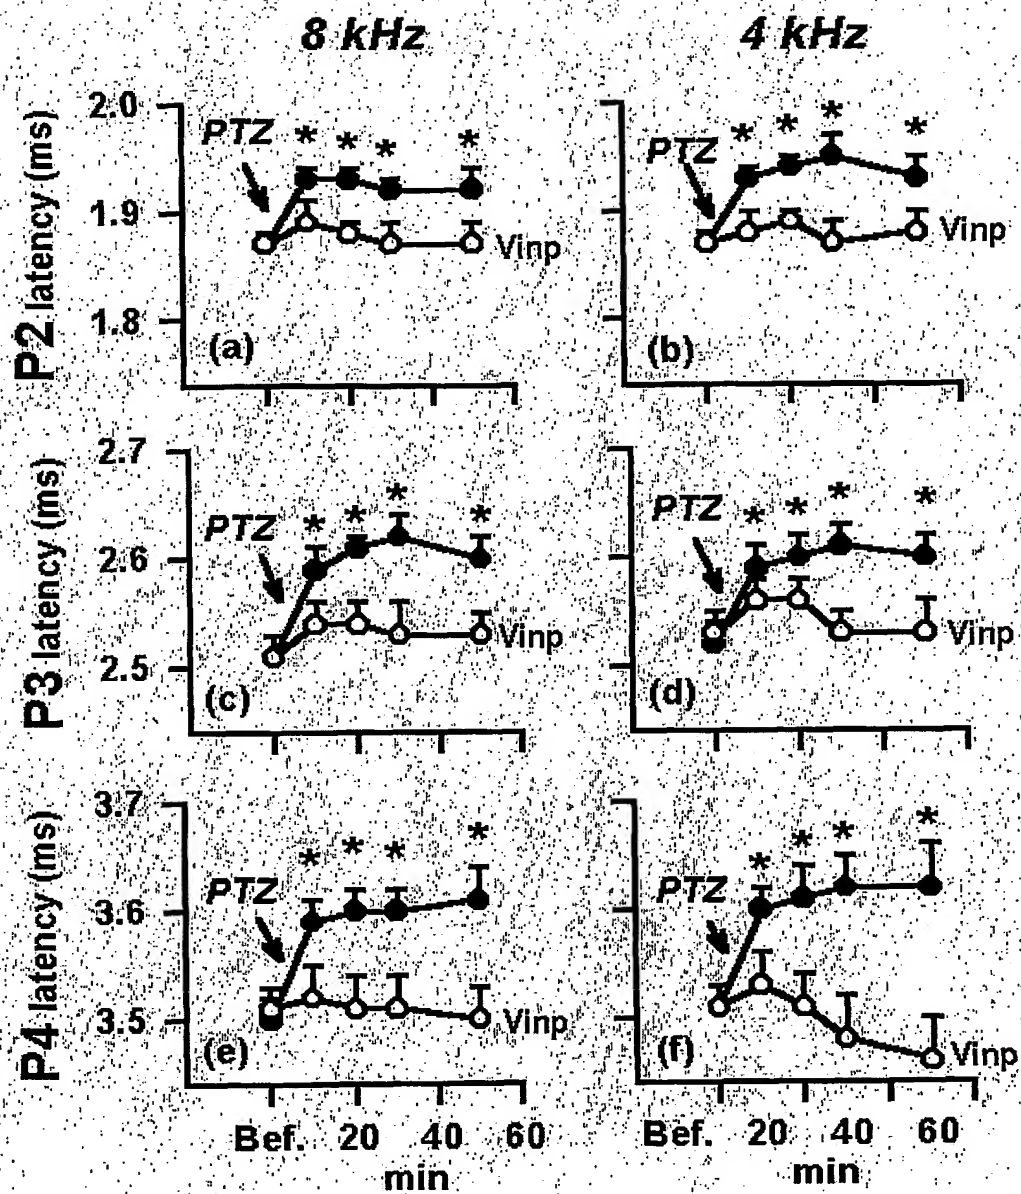 8 kHz
4 kHz
P2 latency (ms)
2.0
1.9
1.8
PTZ
* * * *
Vinp
(a)
PTZ
* * * *
Vinp
(b)
P3 latency (ms)
2.7
2.6
2.5
PTZ
* * * *
Vinp
(c)
PTZ
* * * *
Vinp
(d)
P4 latency (ms)
3.7
3.6
3.5
PTZ
* * * *
Vinp
(e)
PTZ
* * * *
Vinp
(f)
Bef. 20 40 60
min
Bef. 20 40 60
min